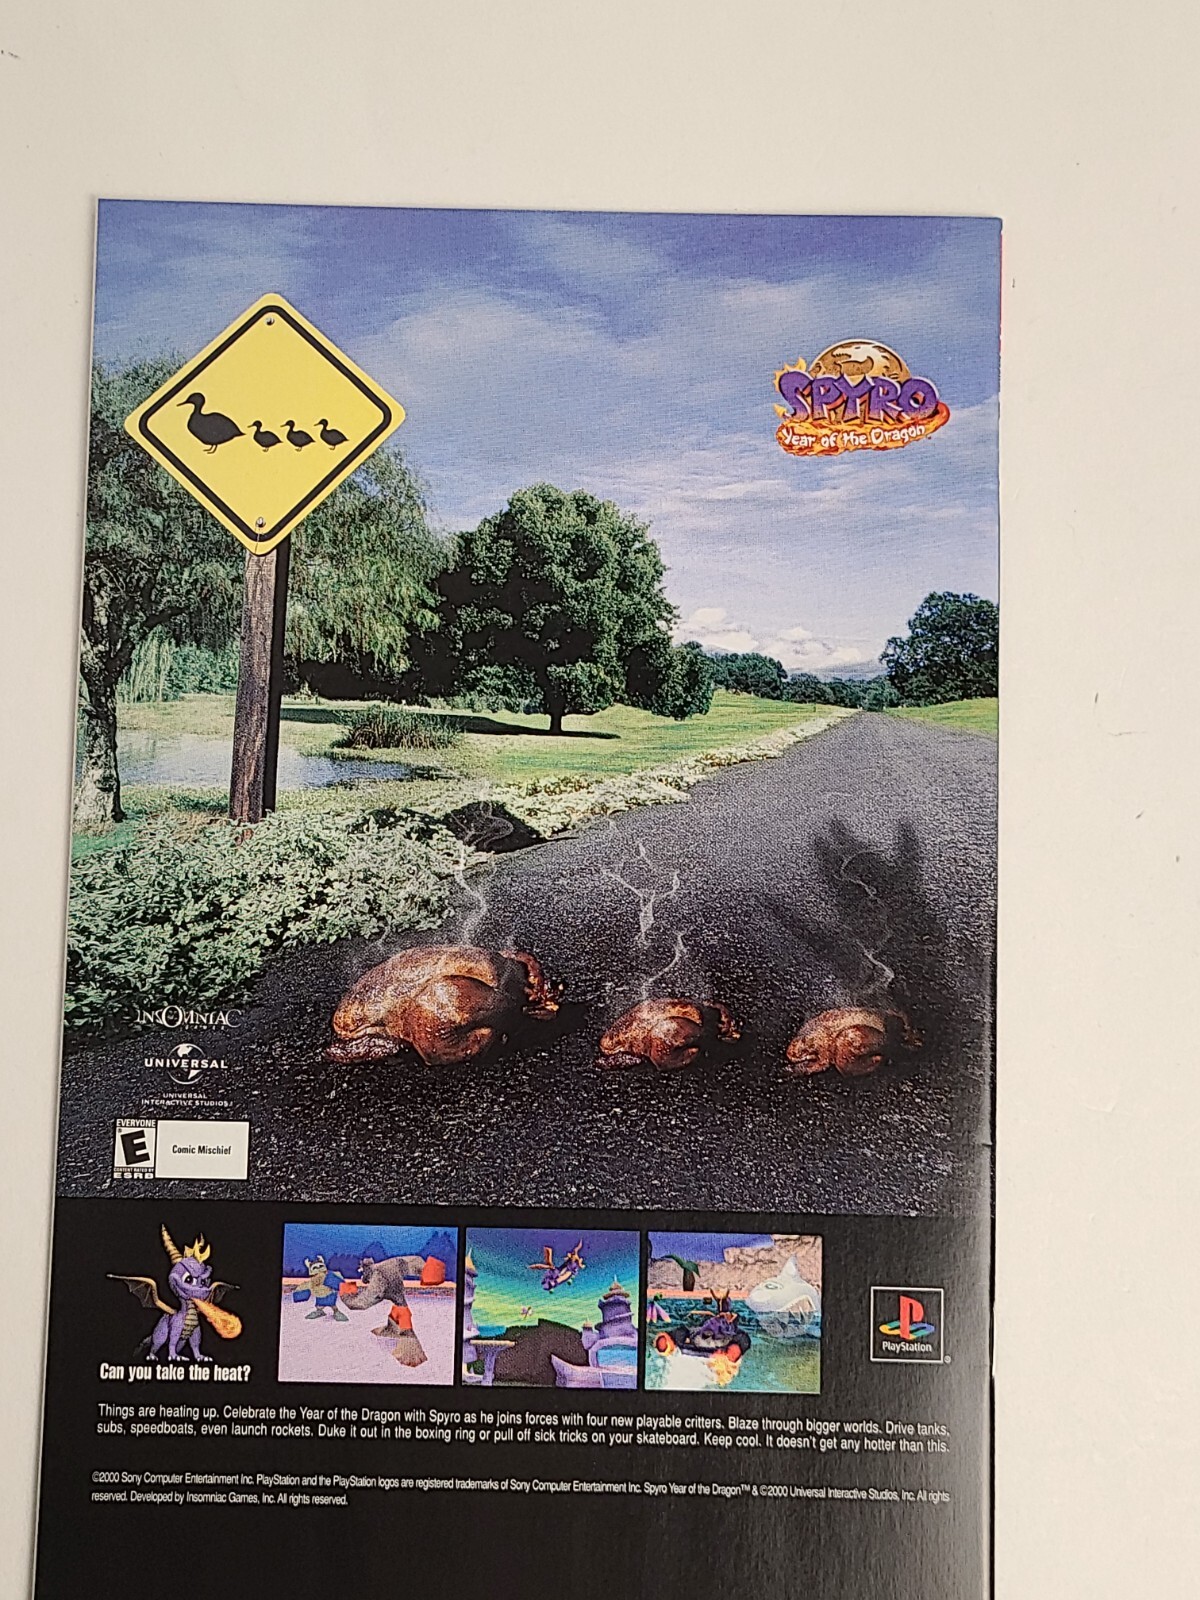 SPYRO
Year of the Dragon
INSOMNIAC
GAMES
UNIVERSAL
UNIVERSAL
INTERACTIVE STUDIOS
EVERYONE
E
CONTENT RATED BY
ESRB
Comic Mischief
Can you take the heat?
PlayStation
®
Things are heating up. Celebrate the Year of the Dragon with Spyro as he joins forces with four new playable critters. Blaze through bigger worlds. Drive tanks,
subs, speedboats, even launch rockets. Duke it out in the boxing ring or pull off sick tricks on your skateboard. Keep cool. It doesn't get any hotter than this.
©2000 Sony Computer Entertainment Inc. PlayStation and the PlayStation logos are registered trademarks of Sony Computer Entertainment Inc. Spyro Year of the Dragon™ & ©2000 Universal Interactive Studios, Inc. All rights
reserved. Developed by Insomniac Games, Inc. All rights reserved.